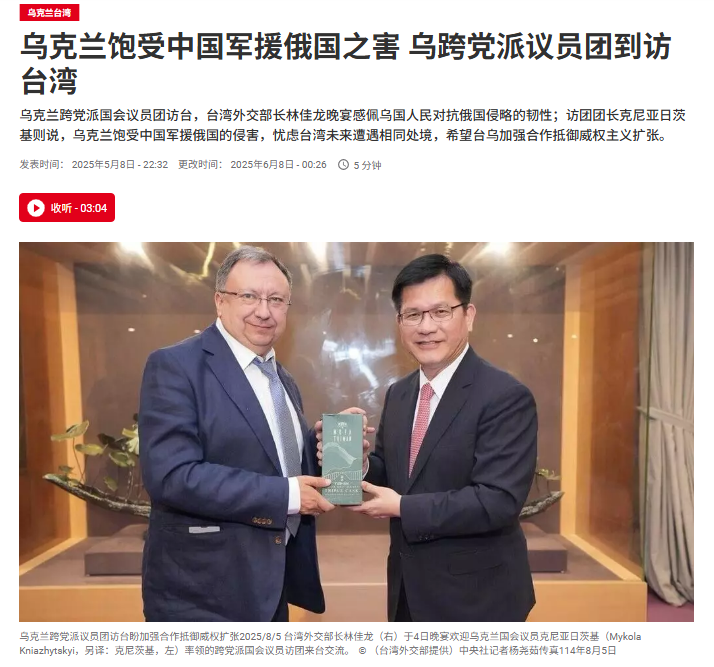 乌克兰台湾
乌克兰饱受中国军援俄国之害 乌跨党派议员团到访
台湾
乌克兰跨党派国会议员团访台，台湾外交部长林佳龙晚宴感佩乌国人民对抗俄国侵略的韧性；访团团长克尼亚日茨
基则说，乌克兰饱受中国军援俄国的侵害，忧虑台湾未来遭遇相同处境，希望台乌加强合作抵御威权主义扩张。
发表时间： 2025年5月8日 - 22:32 更改时间： 2025年6月8日 - 00:26 5 分钟
收听 - 03:04
TAIWAN
乌克兰跨党派议员团访台盼加强合作抵御威权扩张2025/8/5 台湾外交部长林佳龙（右）于4日晚宴欢迎乌克兰国会议员克尼亚日茨基（Mykola
Kniazhytskyi，另译：克尼茨基，左）率领的跨党派国会议员访团来台交流。 © （台湾外交部提供）中央社记者杨尧茹传真114年8月5日